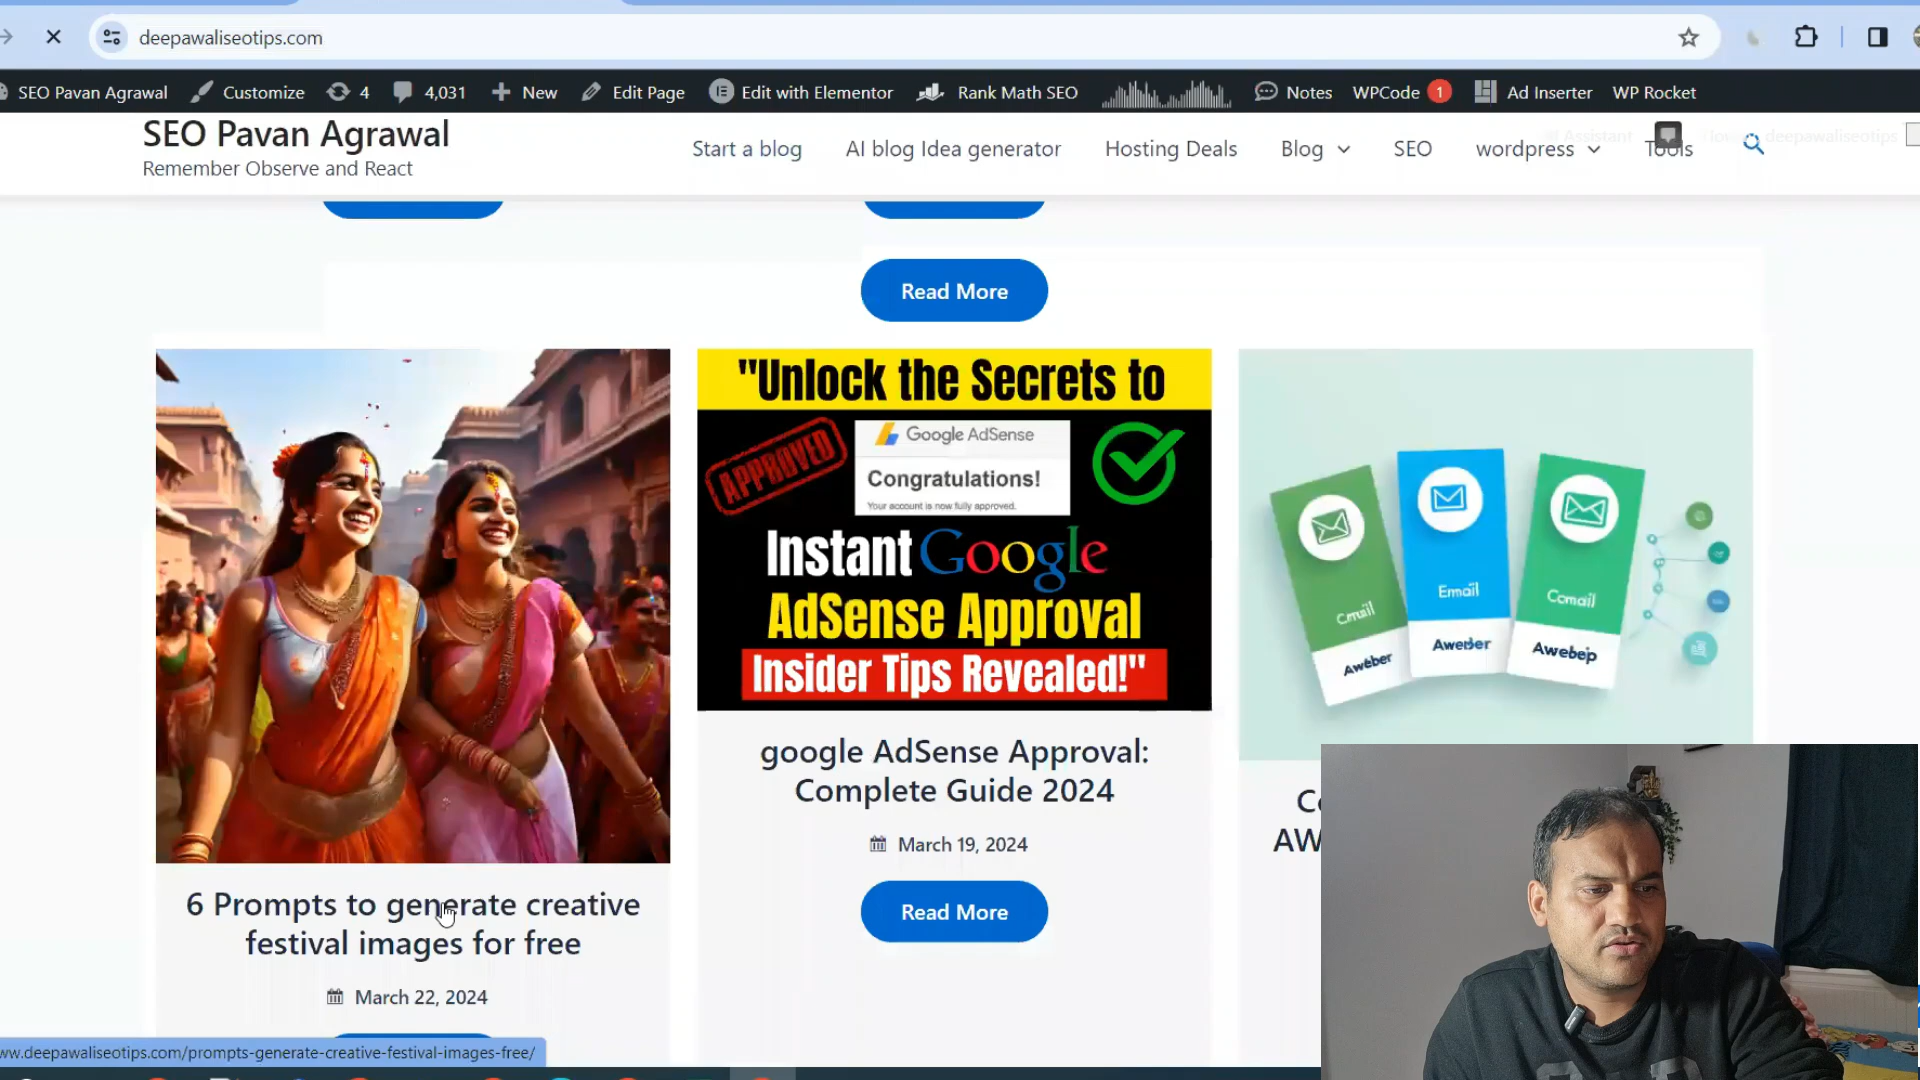 deepawaliseotips.com
SEO Pavan Agrawal Customize 4 4,031 New Edit Page Edit with Elementor Rank Math SEO Notes WPCode 1 Ad Inserter WP Rocket
SEO Pavan Agrawal
Remember Observe and React
Start a blog AI blog Idea generator Hosting Deals Blog SEO wordpress Tools
Assistant deepawaliseotips
Read More
"Unlock the Secrets to
APPROVED
Google AdSense
Congratulations!
Your account is now fully approved.
Instant Google
AdSense Approval
Insider Tips Revealed!"
Cmail Email Comail
Aweber Aweber Awebep
google AdSense Approval:
Complete Guide 2024
March 19, 2024
Read More
6 Prompts to generate creative
festival images for free
March 22, 2024
AW
ww.deepawaliseotips.com/prompts-generate-creative-festival-images-free/